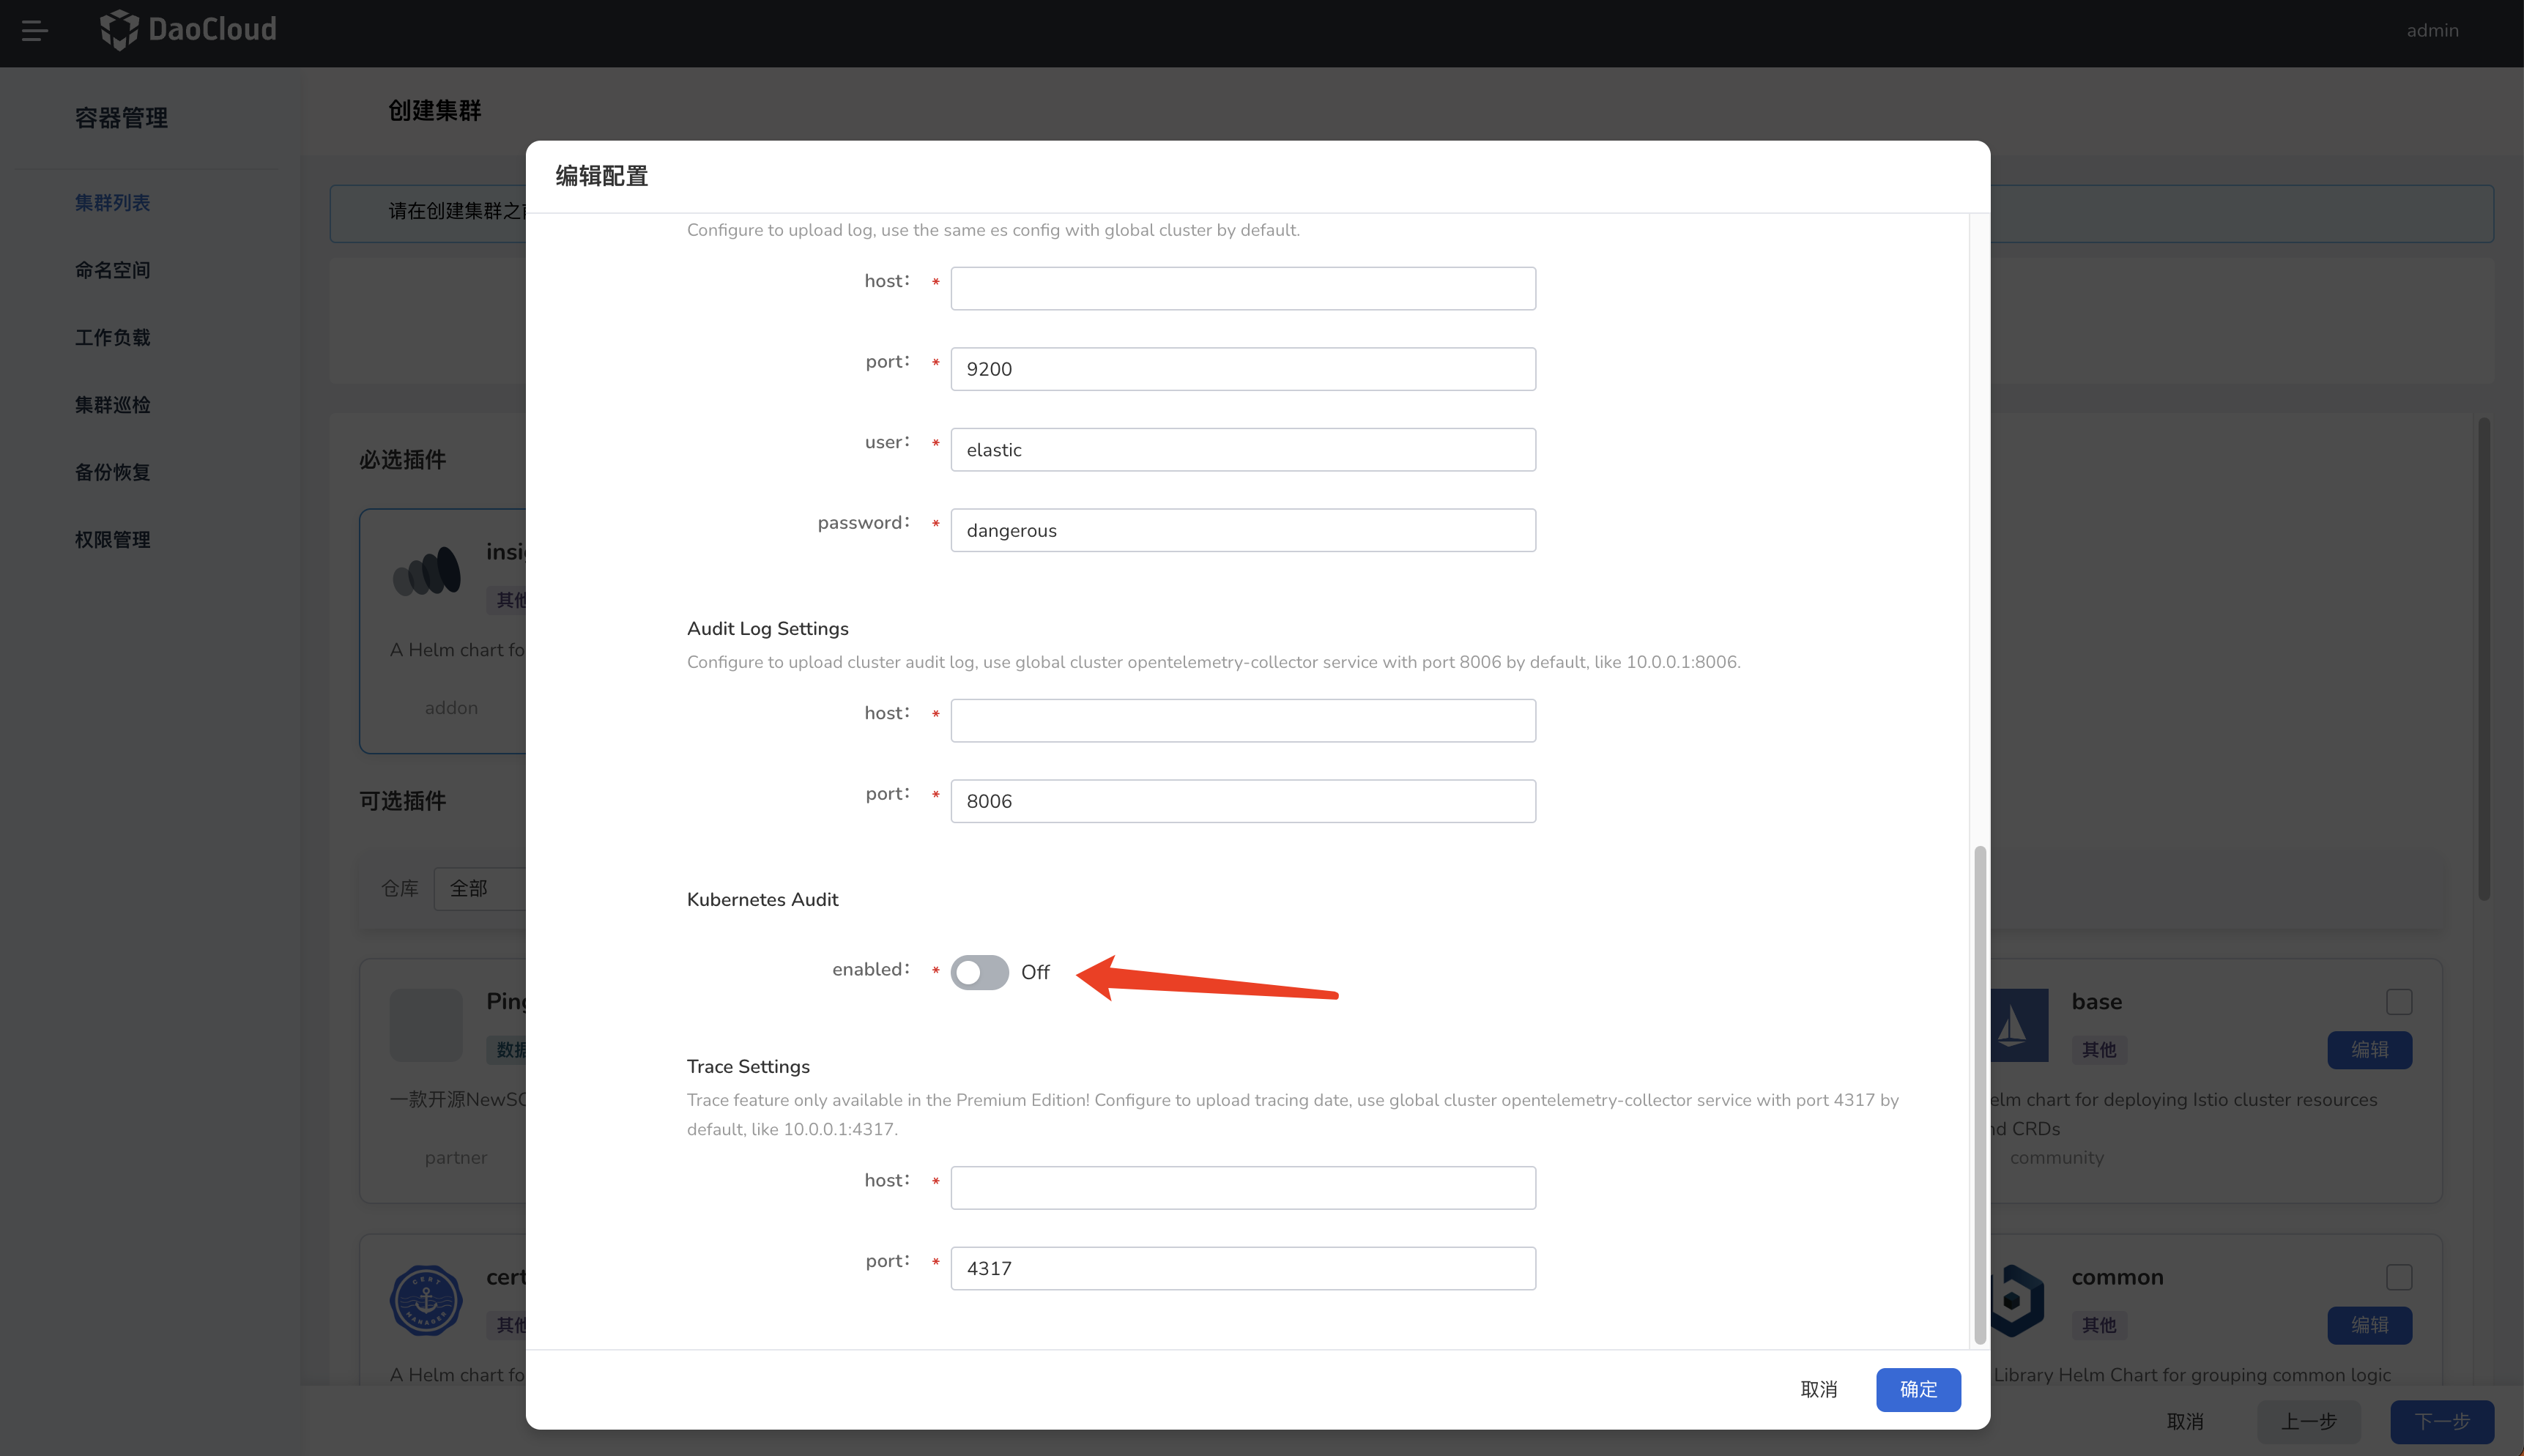 DaoCloud
admin
容器管理
集群列表
命名空间
工作负载
集群巡检
备份恢复
权限管理
创建集群
请在创建集群之
必选插件
其他
A Helm chart fo
addon
可选插件
仓库
全部
Ping
数据
一款开源NewSC
partner
cert
CERT
MANAGER
其他
A Helm chart fo
编辑配置
Configure to upload log, use the same es config with global cluster by default.
host: *
port: * 9200
user: * elastic
password: * dangerous
Audit Log Settings
Configure to upload cluster audit log, use global cluster opentelemetry-collector service with port 8006 by default, like 10.0.0.1:8006.
host: *
port: * 8006
Kubernetes Audit
enabled: * Off
Trace Settings
Trace feature only available in the Premium Edition! Configure to upload tracing date, use global cluster opentelemetry-collector service with port 4317 by
default, like 10.0.0.1:4317.
host: *
port: * 4317
取消
确定
base
其他
编辑
elm chart for deploying Istio cluster resources
nd CRDs
community
common
其他
编辑
Library Helm Chart for grouping common logic
取消
上一步
下一步